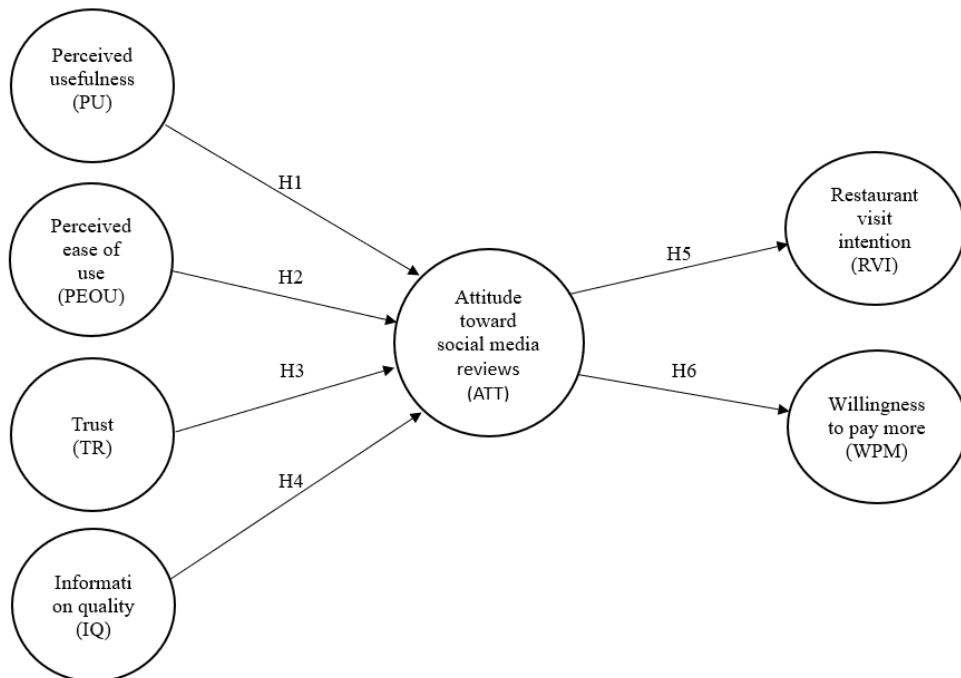 Perceived
usefulness
(PU)
H1
Perceived
ease of
use
(PEOU)
H2
Trust
(TR)
H3
Informati
on quality
(IQ)
H4
Attitude
toward
social media
reviews
(ATT)
H5
Restaurant
visit
intention
(RVI)
H6
Willingness
to pay more
(WPM)